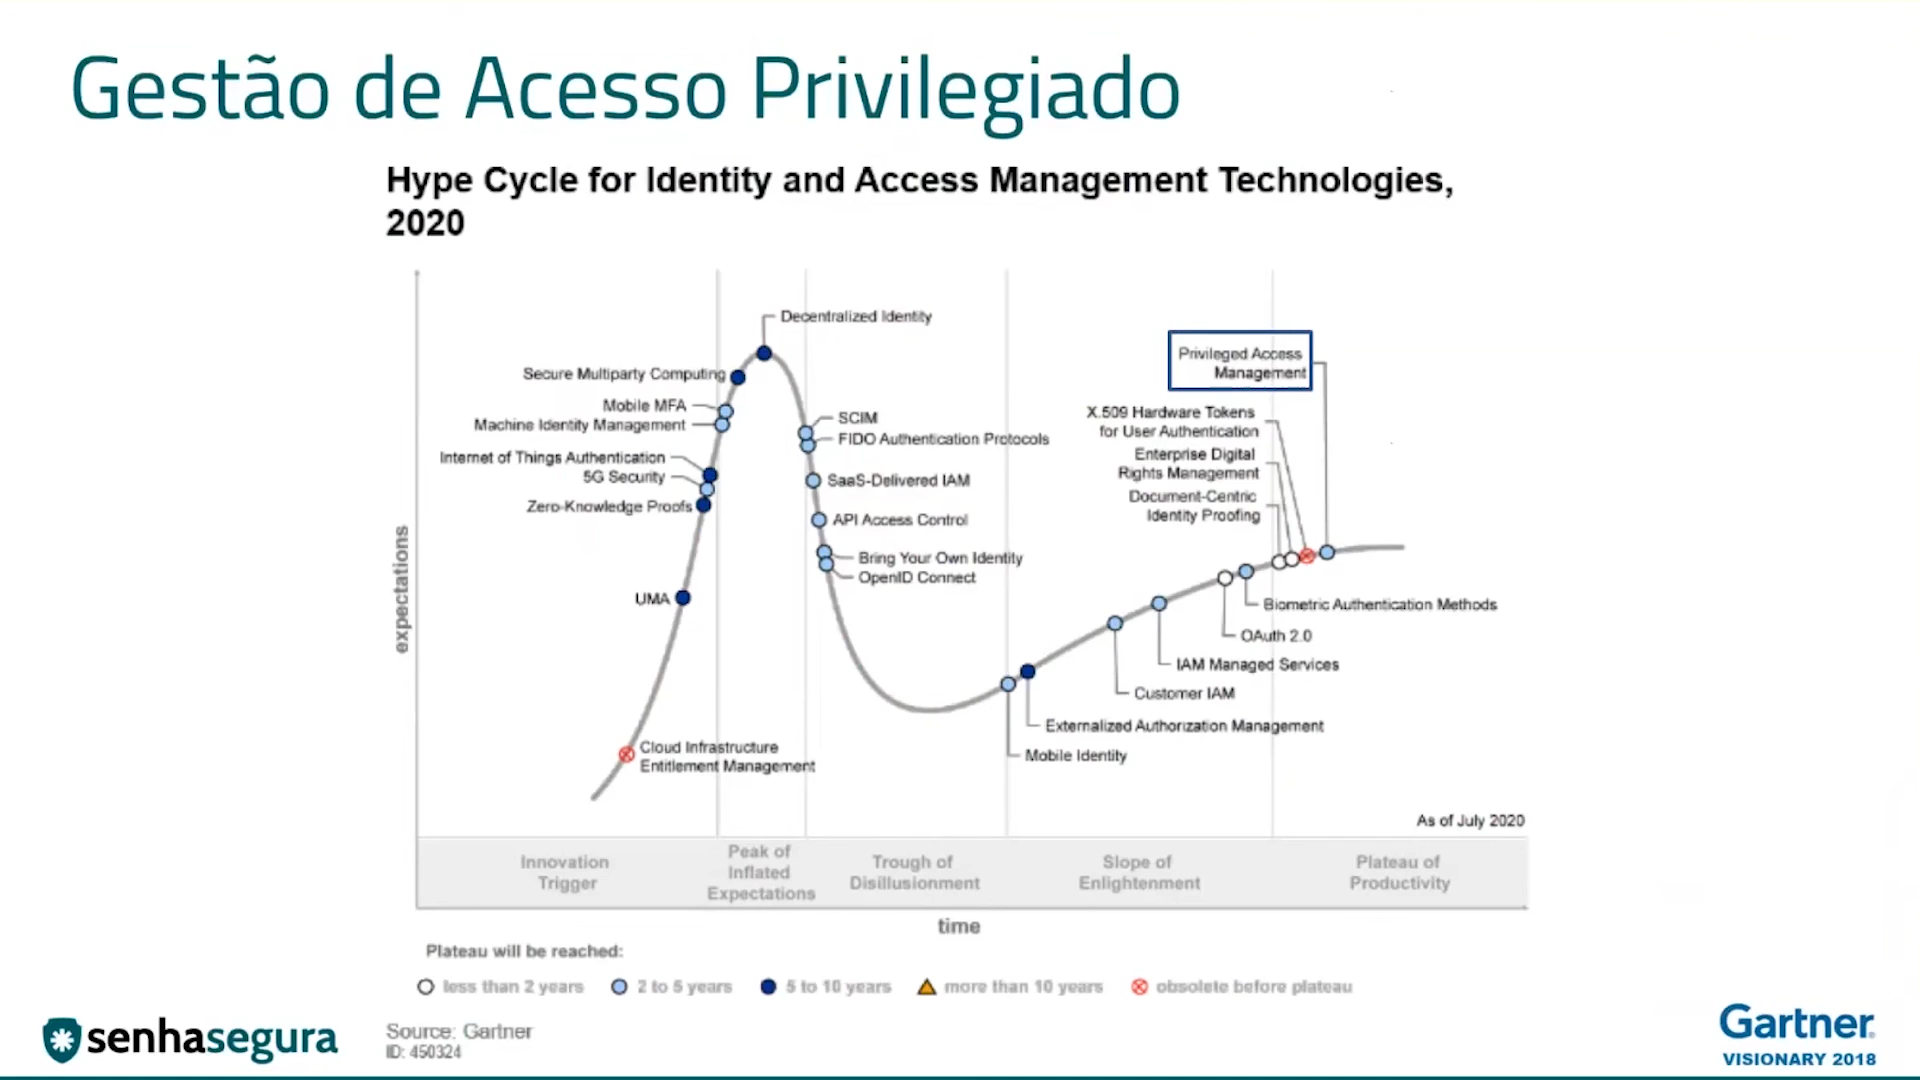 Gestão de Acesso Privilegiado
Hype Cycle for Identity and Access Management Technologies,
2020
Decentralized Identity
Secure Multiparty Computing
Mobile MFA
Machine Identity Management
Internet of Things Authentication
5G Security
Zero-Knowledge Proofs
UMA
Cloud Infrastructure
Entitlement Management
SCIM
FIDO Authentication Protocols
SaaS-Delivered IAM
API Access Control
Bring Your Own Identity
OpenID Connect
Privileged Access
Management
X.509 Hardware Tokens
for User Authentication
Enterprise Digital
Rights Management
Document-Centric
Identity Proofing
Biometric Authentication Methods
OAuth 2.0
IAM Managed Services
Customer IAM
Externalized Authorization Management
Mobile Identity
expectations
As of July 2020
Innovation
Trigger
Peak of
Inflated
Expectations
Trough of
Disillusionment
Slope of
Enlightenment
Plateau of
Productivity
time
Plateau will be reached:
less than 2 years
2 to 5 years
5 to 10 years
more than 10 years
obsolete before plateau
senhasegura
Source: Gartner
ID: 450324
Gartner
VISIONARY 2018